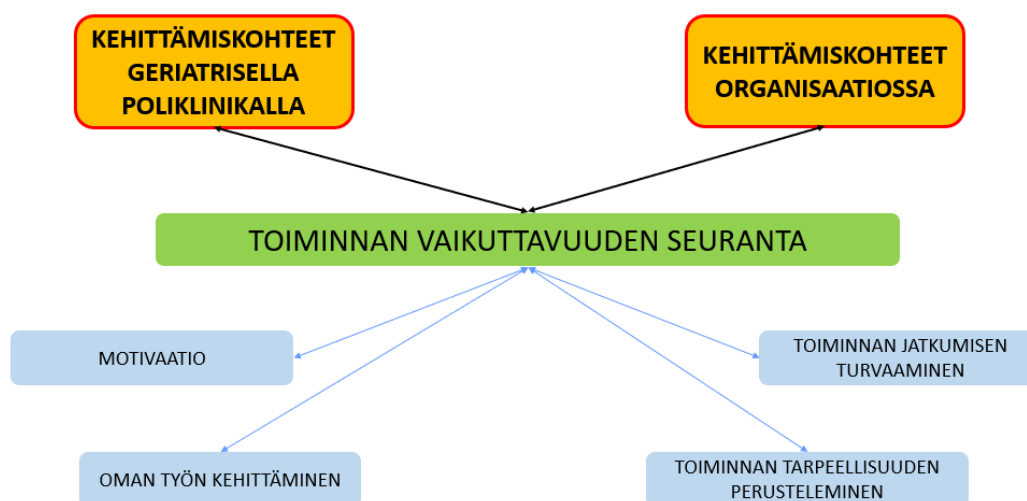 KEHITTÄMISKOHTEET
GERIATRISELLA
POLIKLINIKALLA
KEHITTÄMISKOHTEET
ORGANISAATIOSSA
TOIMINNAN VAIKUTTAVUUDEN SEURANTA
MOTIVAATIO
TOIMINNAN JATKUMISEN
TURVAAMINEN
OMAN TYÖN KEHITTÄMINEN
TOIMINNAN TARPEELLISUUDEN
PERUSTELEMINEN